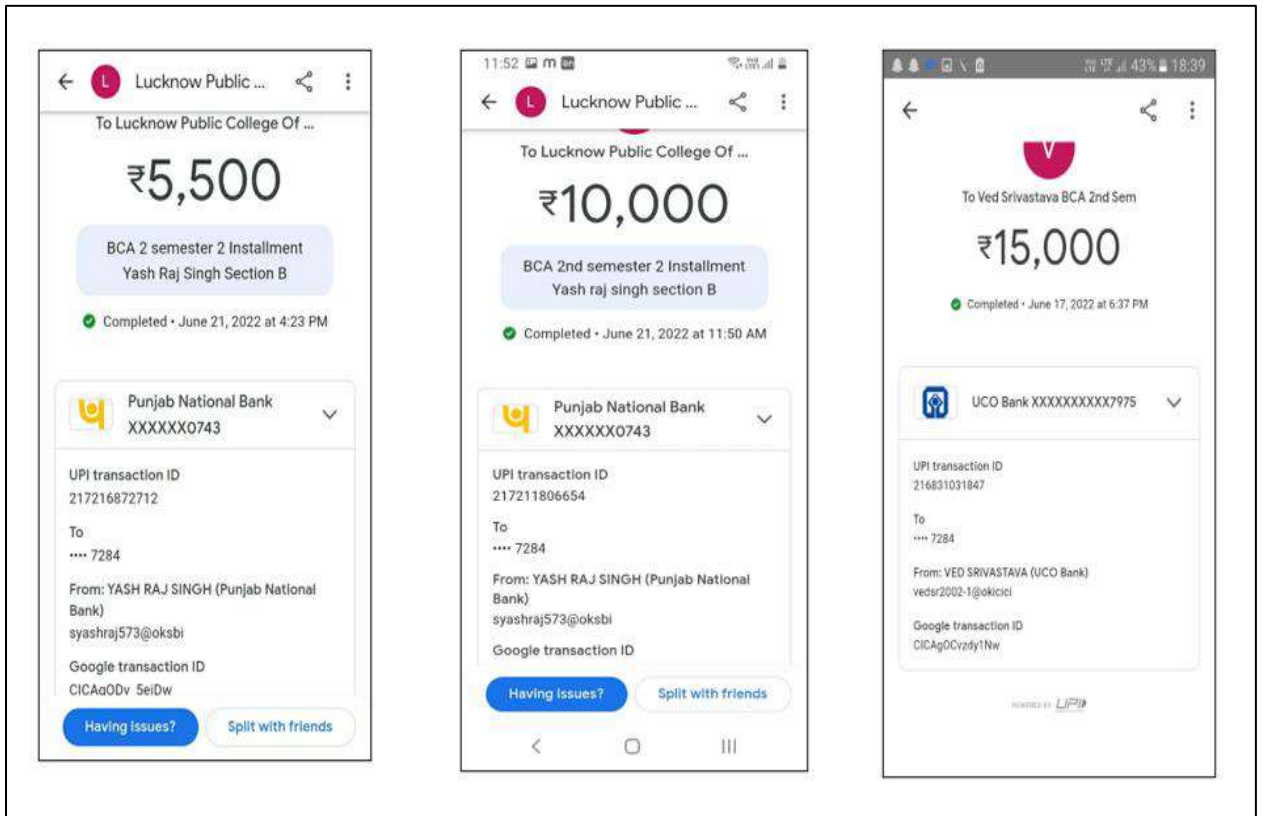 Lucknow Public ...
To Lucknow Public College Of ...
₹5,500
BCA 2 semester 2 Installment
Yash Raj Singh Section B
Completed • June 21, 2022 at 4:23 PM
Punjab National Bank
XXXXXX0743
UPI transaction ID
217216872712
To
•••• 7284
From: YASH RAJ SINGH (Punjab National
Bank)
syashraj573@oksbi
Google transaction ID
CICAgODv_5eiDw
Having issues?
Split with friends
11:52
Lucknow Public ...
To Lucknow Public College Of ...
₹10,000
BCA 2nd semester 2 Installment
Yash raj singh section B
Completed • June 21, 2022 at 11:50 AM
Punjab National Bank
XXXXXX0743
UPI transaction ID
217211806654
To
•••• 7284
From: YASH RAJ SINGH (Punjab National
Bank)
syashraj573@oksbi
Google transaction ID
Having issues?
Split with friends
43% 18:39
V
To Ved Srivastava BCA 2nd Sem
₹15,000
Completed • June 17, 2022 at 6:37 PM
UCO Bank XXXXXXXXXX7975
UPI transaction ID
216831031847
To
•••• 7284
From: VED SRIVASTAVA (UCO Bank)
vedsr2002-1@okicici
Google transaction ID
CICAgOCvzdy1Nw
POWERED BY UPI